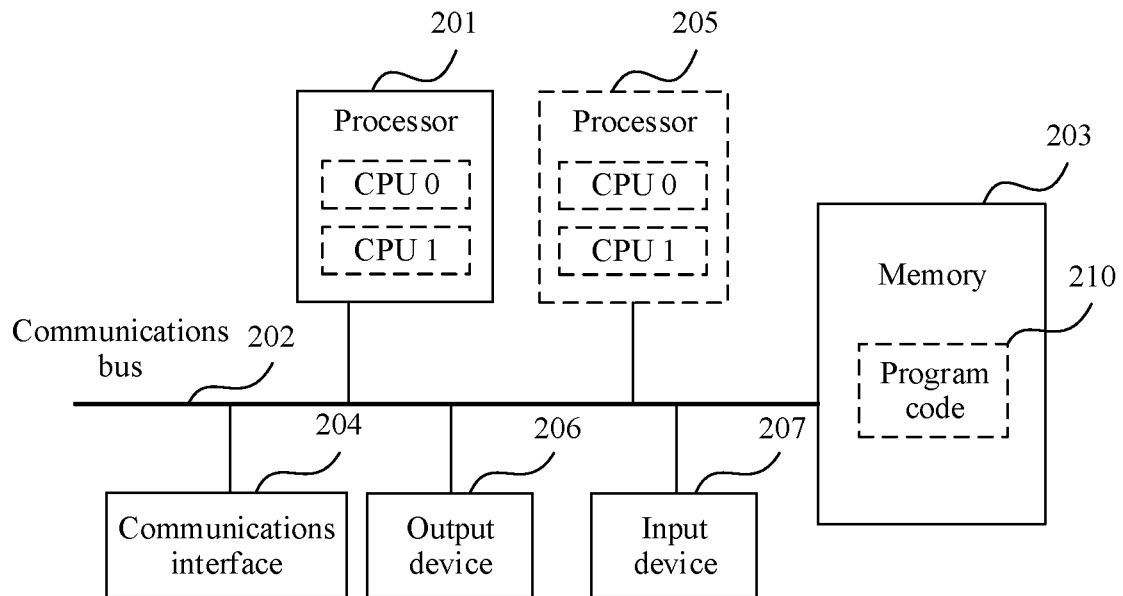 201
205
Processor
CPU 0
CPU 1
Processor
CPU 0
CPU 1
203
Memory
210
Program
code
Communications
bus
202
204
206
207
Communications
interface
Output
device
Input
device